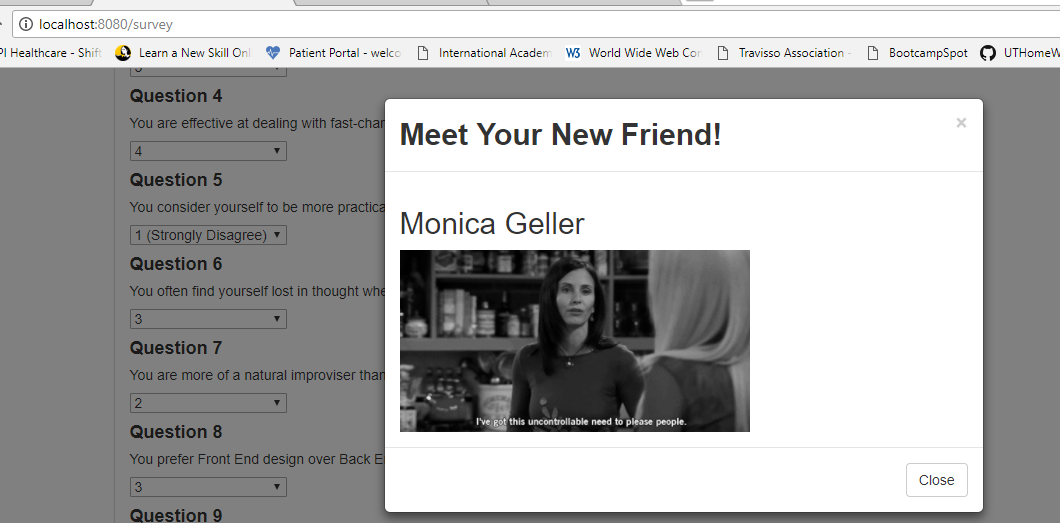 localhost:8080/survey
PI Healthcare - Shift
Learn a New Skill Onl
Patient Portal - welco
International Academ
W3 World Wide Web Cor
Travisso Association -
BootcampSpot
UTHomeW
Question 4
You are effective at dealing with fast-char
4
Question 5
You consider yourself to be more practica
1 (Strongly Disagree)
Question 6
You often find yourself lost in thought whe
3
Question 7
You are more of a natural improviser than
2
Question 8
You prefer Front End design over Back E
3
Question 9
Meet Your New Friend!
×
Monica Geller
I've got this uncontrollable need to please people.
Close